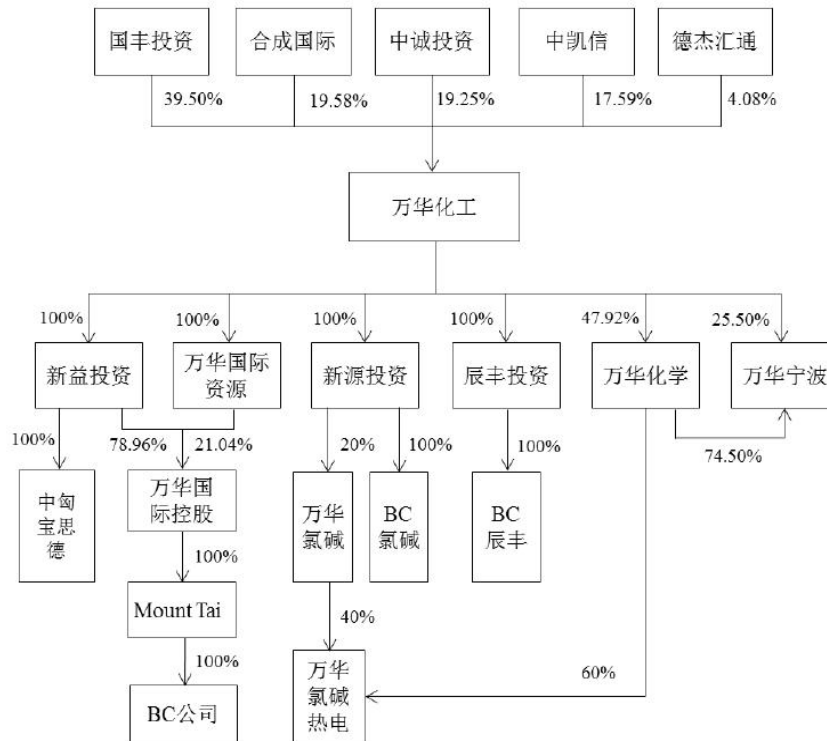 国丰投资
合成国际
中诚投资
中凯信
德杰汇通
39.50%
19.58%
19.25%
17.59%
4.08%
万华化工
100%
100%
100%
100%
47.92%
25.50%
新益投资
万华国际
资源
新源投资
辰丰投资
万华化学
万华宁波
100%
78.96%
21.04%
20%
100%
100%
74.50%
中匈
宝思
德
万华国
际控股
万华
氯碱
BC
氯碱
BC
辰丰
100%
Mount Tai
40%
100%
BC公司
万华
氯碱
热电
60%